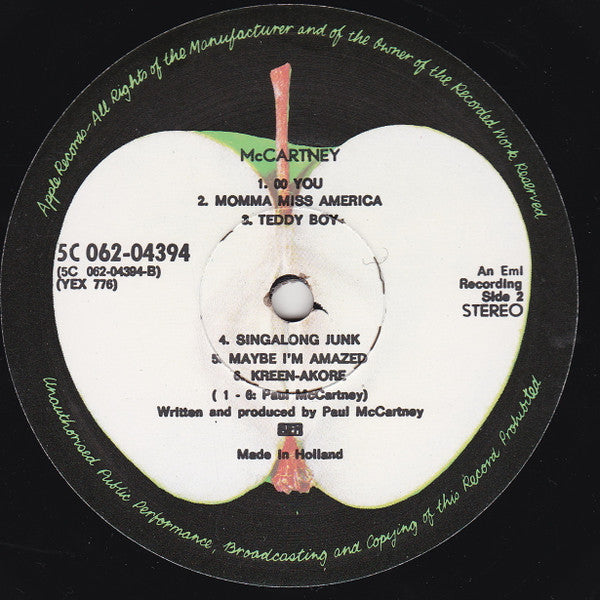 Apple Records-All Rights of the Manufacturer and of the Owner of the Recorded Work Reserved
McCARTNEY
1. OO YOU
2. MOMMA MISS AMERICA
3. TEDDY BOY
5C 062-04394
(5C 062-04394-B)
(YEX 776)
An EMI
Recording
Side 2
STEREO
4. SINGALONG JUNK
5. MAYBE I'M AMAZED
6. KREEN-AKORE
( 1 - 6: Paul McCartney)
Written and produced by Paul McCartney
Made in Holland
Unauthorised Public Performance, Broadcasting and Copying of this Record Prohibited